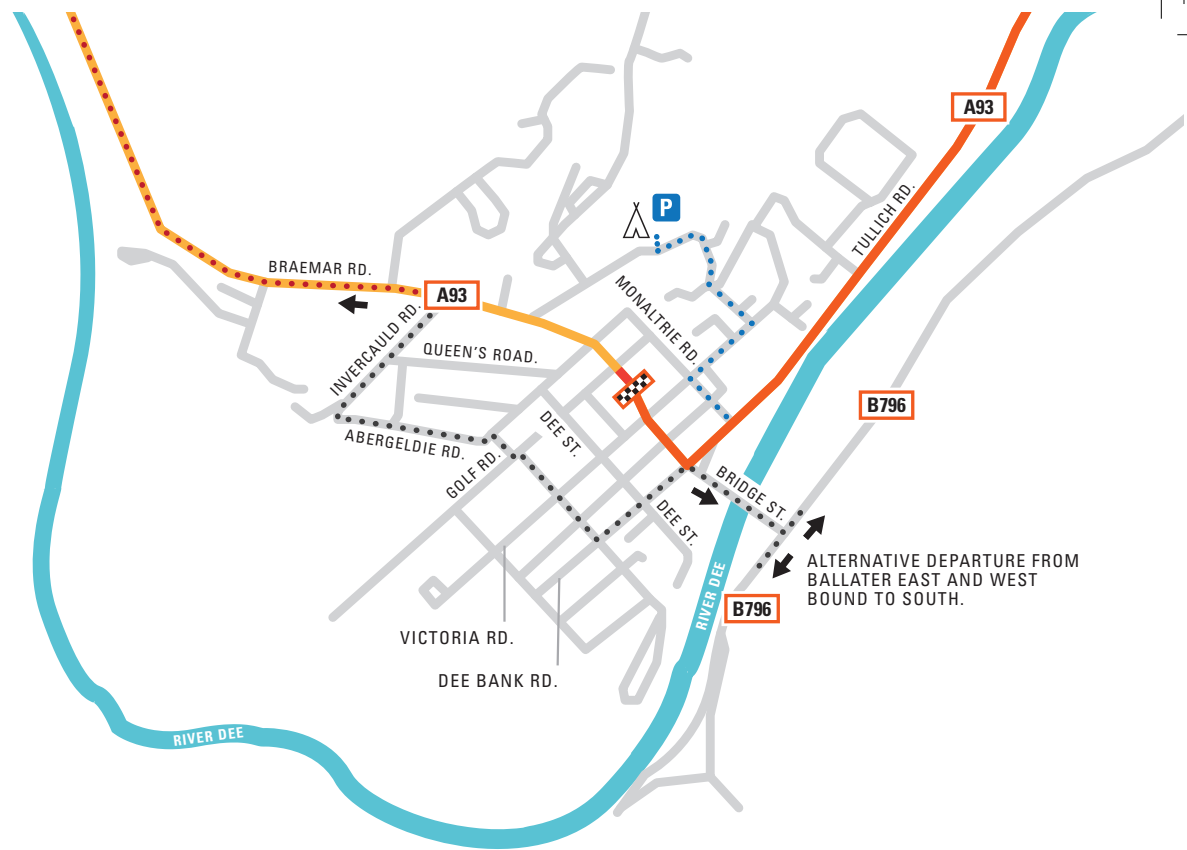 A93
P
TULLICH RD.
BRAEMAR RD.
A93
MONALTRIE RD.
INVERCAULD RD.
QUEEN'S ROAD.
B796
DEE ST.
ABERGELDIE RD.
GOLF RD.
BRIDGE ST.
DEE ST.
ALTERNATIVE DEPARTURE FROM
BALLATER EAST AND WEST
BOUND TO SOUTH.
RIVER DEE
B796
VICTORIA RD.
DEE BANK RD.
RIVER DEE